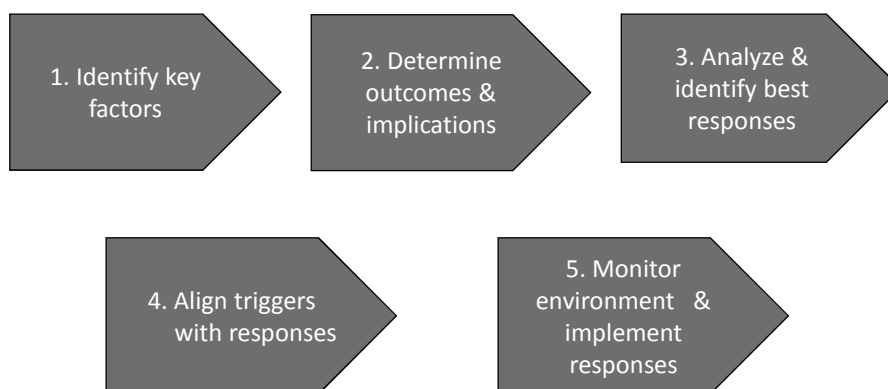 1. Identify key
factors
2. Determine
outcomes &
implications
3. Analyze &
identify best
responses
4. Align triggers
with responses
5. Monitor
environment &
implement
responses